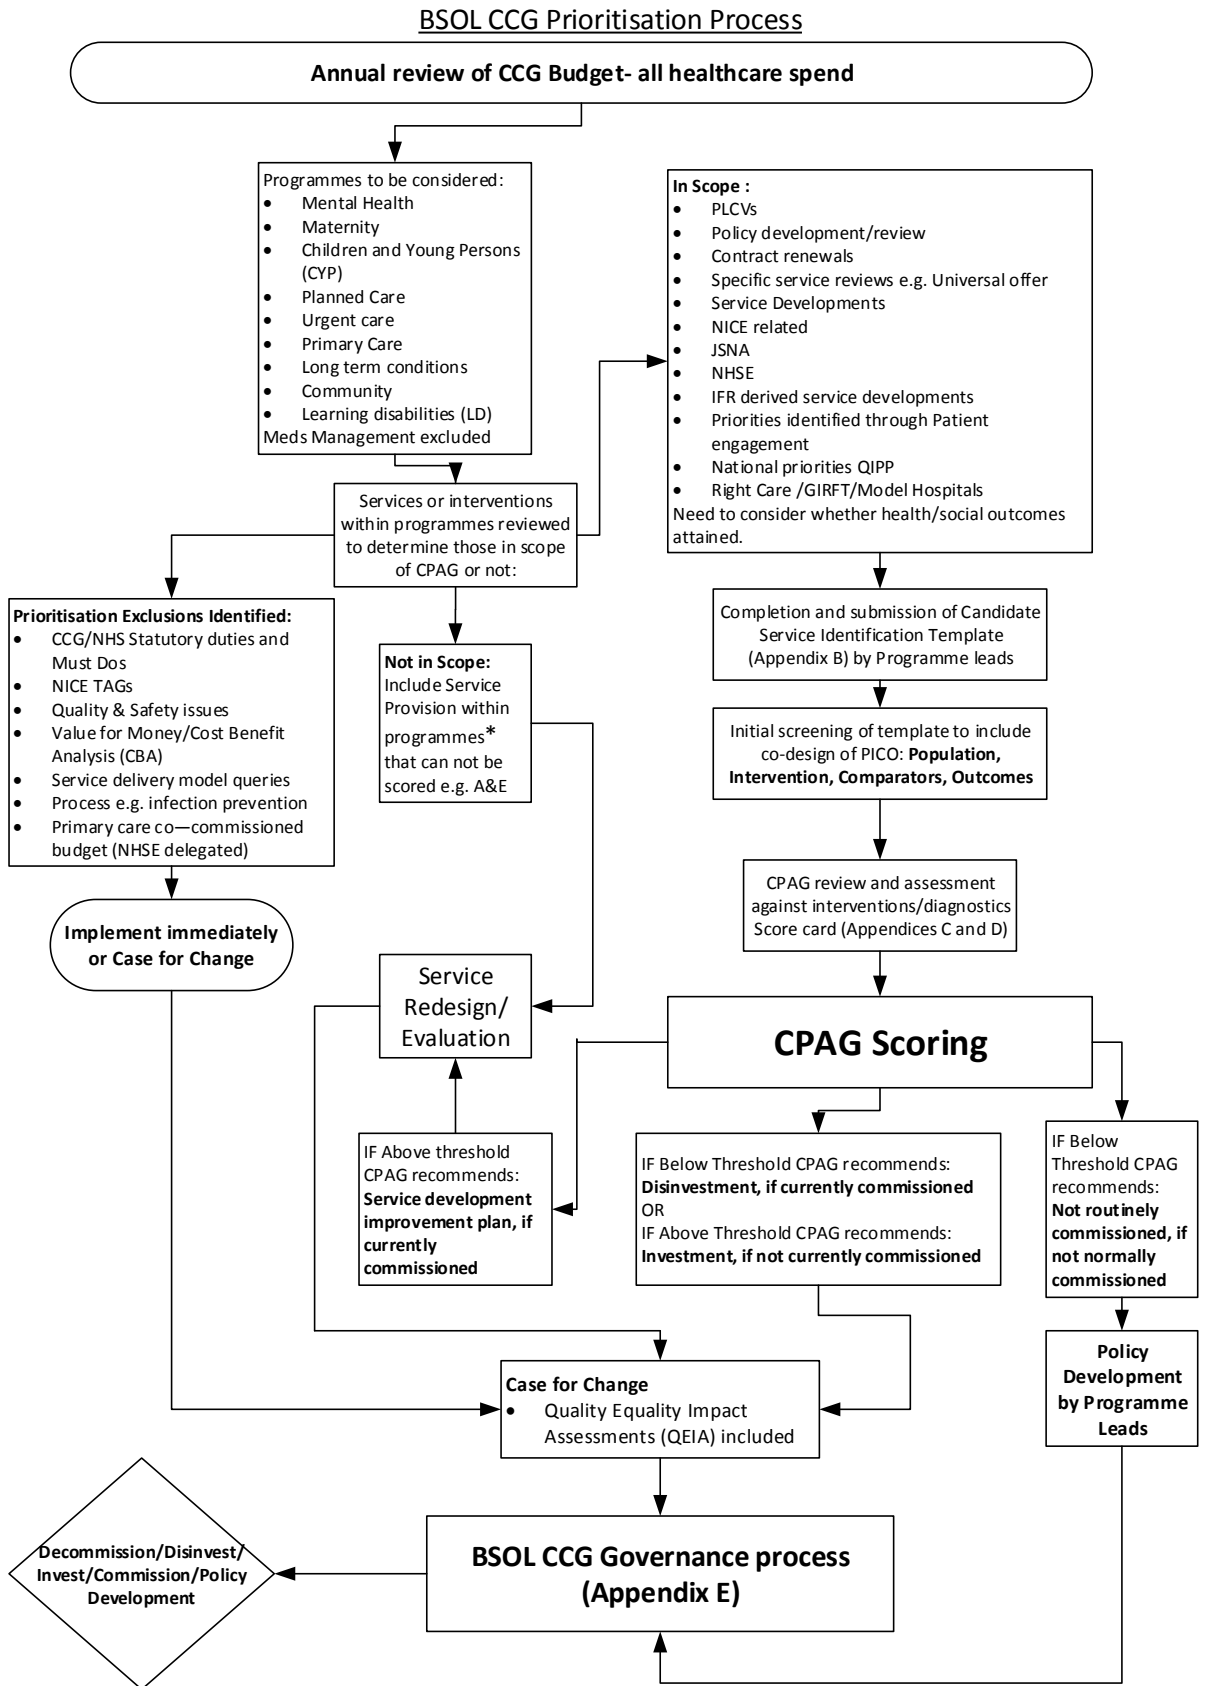 BSOL CCG Prioritisation Process
Annual review of CCG Budget- all healthcare spend
Programmes to be considered:
• Mental Health
• Maternity
• Children and Young Persons
(CYP)
• Planned Care
• Urgent care
• Primary Care
• Long term conditions
• Community
• Learning disabilities (LD)
Meds Management excluded
In Scope :
• PLCVs
• Policy development/review
• Contract renewals
• Specific service reviews e.g. Universal offer
• Service Developments
• NICE related
• JSNA
• NHSE
• IFR derived service developments
• Priorities identified through Patient
engagement
• National priorities QIPP
• Right Care /GIRFT/Model Hospitals
Need to consider whether health/social outcomes
attained.
Services or interventions
within programmes reviewed
to determine those in scope
of CPAG or not:
Prioritisation Exclusions Identified:
• CCG/NHS Statutory duties and
Must Dos
• NICE TAGs
• Quality & Safety issues
• Value for Money/Cost Benefit
Analysis (CBA)
• Service delivery model queries
• Process e.g. infection prevention
• Primary care co—commissioned
budget (NHSE delegated)
Not in Scope:
Include Service
Provision within
programmes*
that can not be
scored e.g. A&E
Completion and submission of Candidate
Service Identification Template
(Appendix B) by Programme leads
Initial screening of template to include
co-design of PICO: Population,
Intervention, Comparators, Outcomes
CPAG review and assessment
against interventions/diagnostics
Score card (Appendices C and D)
Implement immediately
or Case for Change
Service
Redesign/
Evaluation
CPAG Scoring
IF Above threshold
CPAG recommends:
Service development
improvement plan, if
currently
commissioned
IF Below Threshold CPAG recommends:
Disinvestment, if currently commissioned
OR
IF Above Threshold CPAG recommends:
Investment, if not currently commissioned
IF Below
Threshold CPAG
recommends:
Not routinely
commissioned, if
not normally
commissioned
Policy
Development
by Programme
Leads
Case for Change
• Quality Equality Impact
Assessments (QEIA) included
BSOL CCG Governance process
(Appendix E)
Decommission/Disinvest/
Invest/Commission/Policy
Development